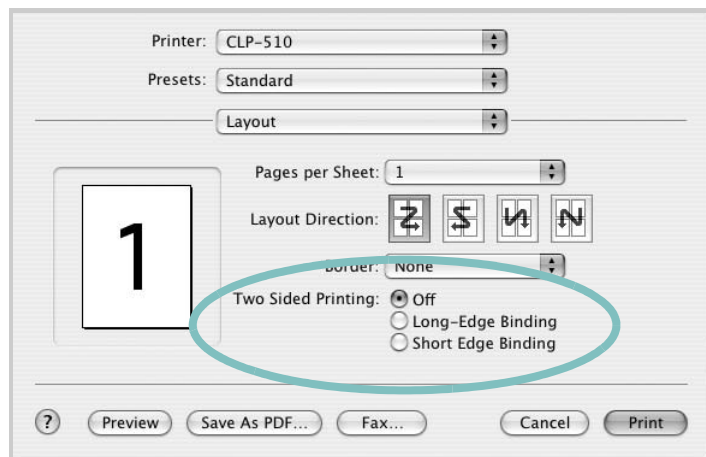 Printer: CLP-510
Presets: Standard
Layout
Pages per Sheet: 1
Layout Direction:
1
Border: None
Two Sided Printing: Off
Long-Edge Binding
Short Edge Binding
? Preview Save As PDF... Fax... Cancel Print